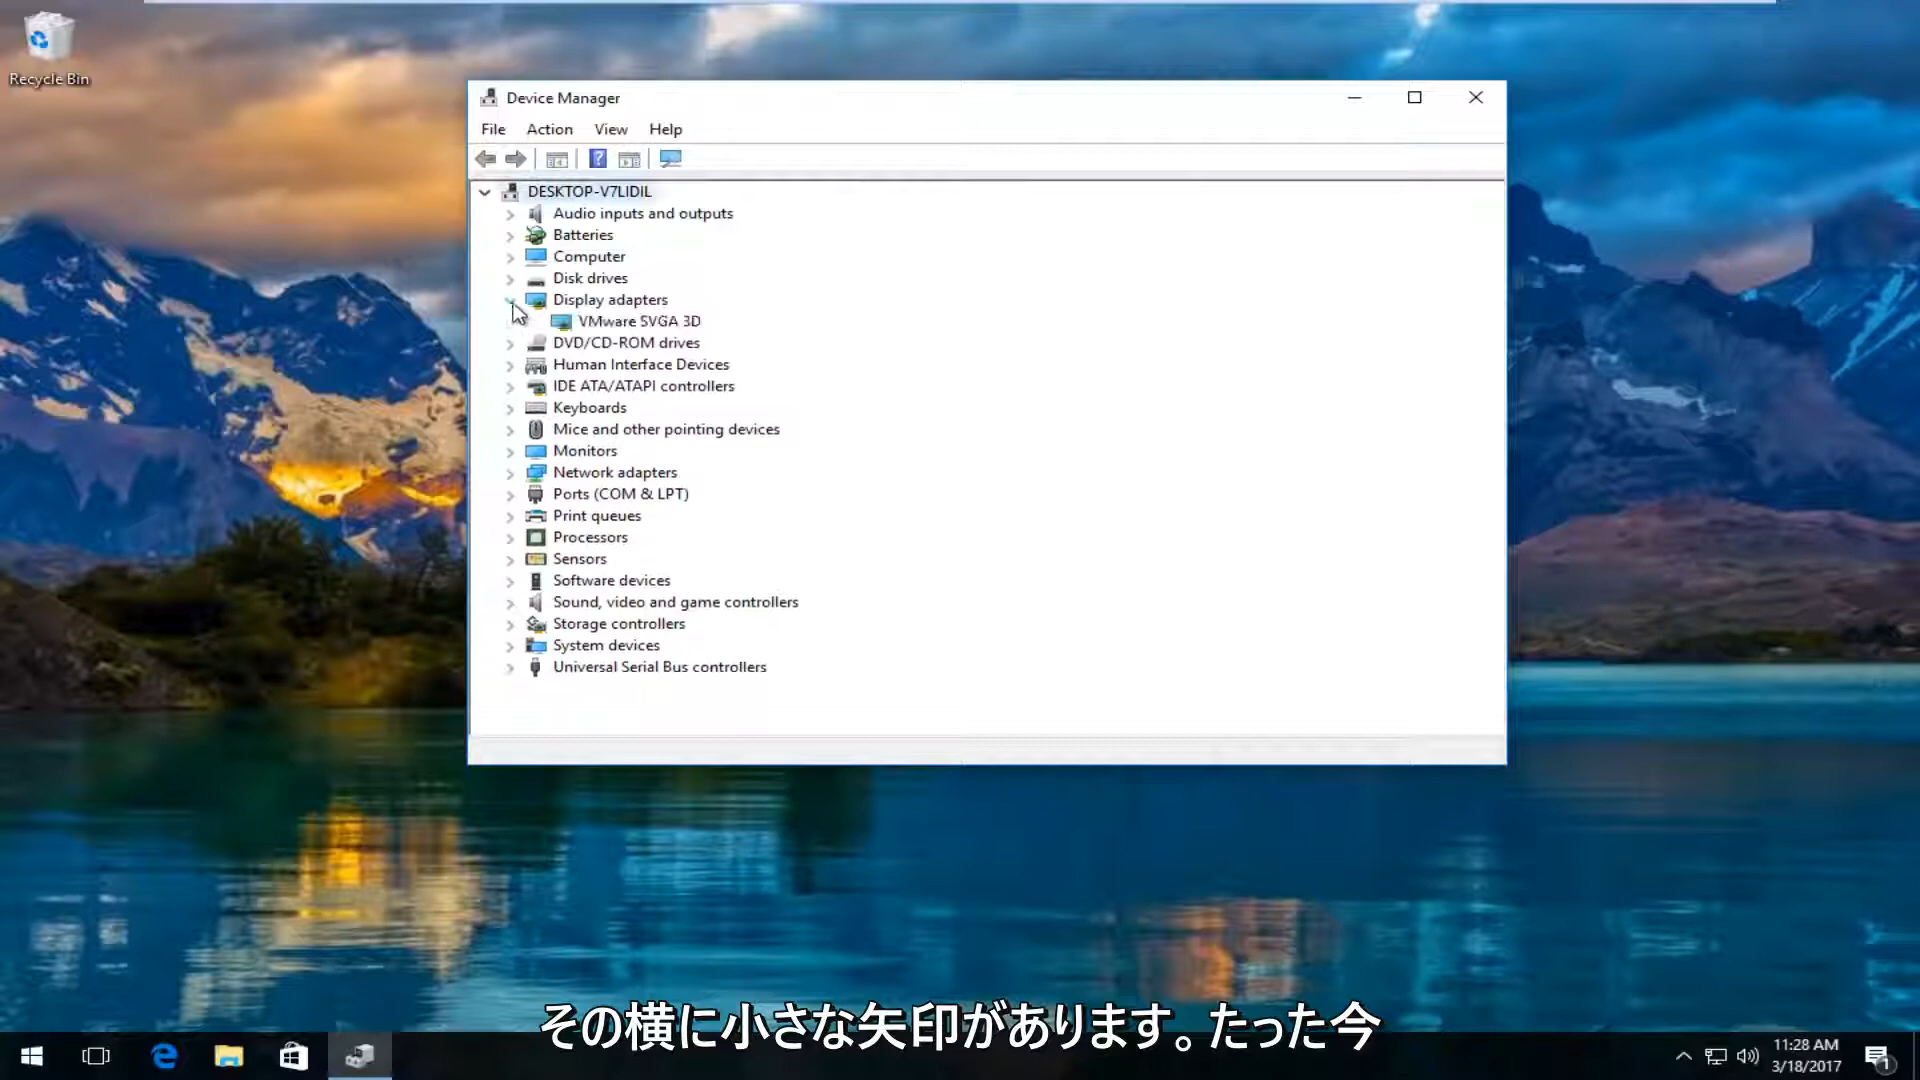 Recycle Bin
Device Manager
File Action View Help
DESKTOP-V7LIDIL
Audio inputs and outputs
Batteries
Computer
Disk drives
Display adapters
VMware SVGA 3D
DVD/CD-ROM drives
Human Interface Devices
IDE ATA/ATAPI controllers
Keyboards
Mice and other pointing devices
Monitors
Network adapters
Ports (COM & LPT)
Print queues
Processors
Sensors
Software devices
Sound, video and game controllers
Storage controllers
System devices
Universal Serial Bus controllers
その横に小さな矢印があります。たった今
11:28 AM
3/18/2017
1